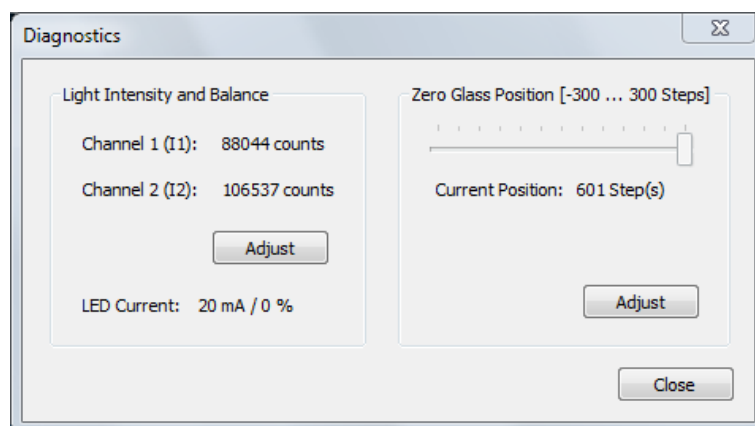 Diagnostics
Light Intensity and Balance
Channel 1 (I1): 88044 counts
Channel 2 (I2): 106537 counts
Adjust
LED Current: 20 mA / 0 %
Zero Glass Position [-300 ... 300 Steps]
Current Position: 601 Step(s)
Adjust
Close